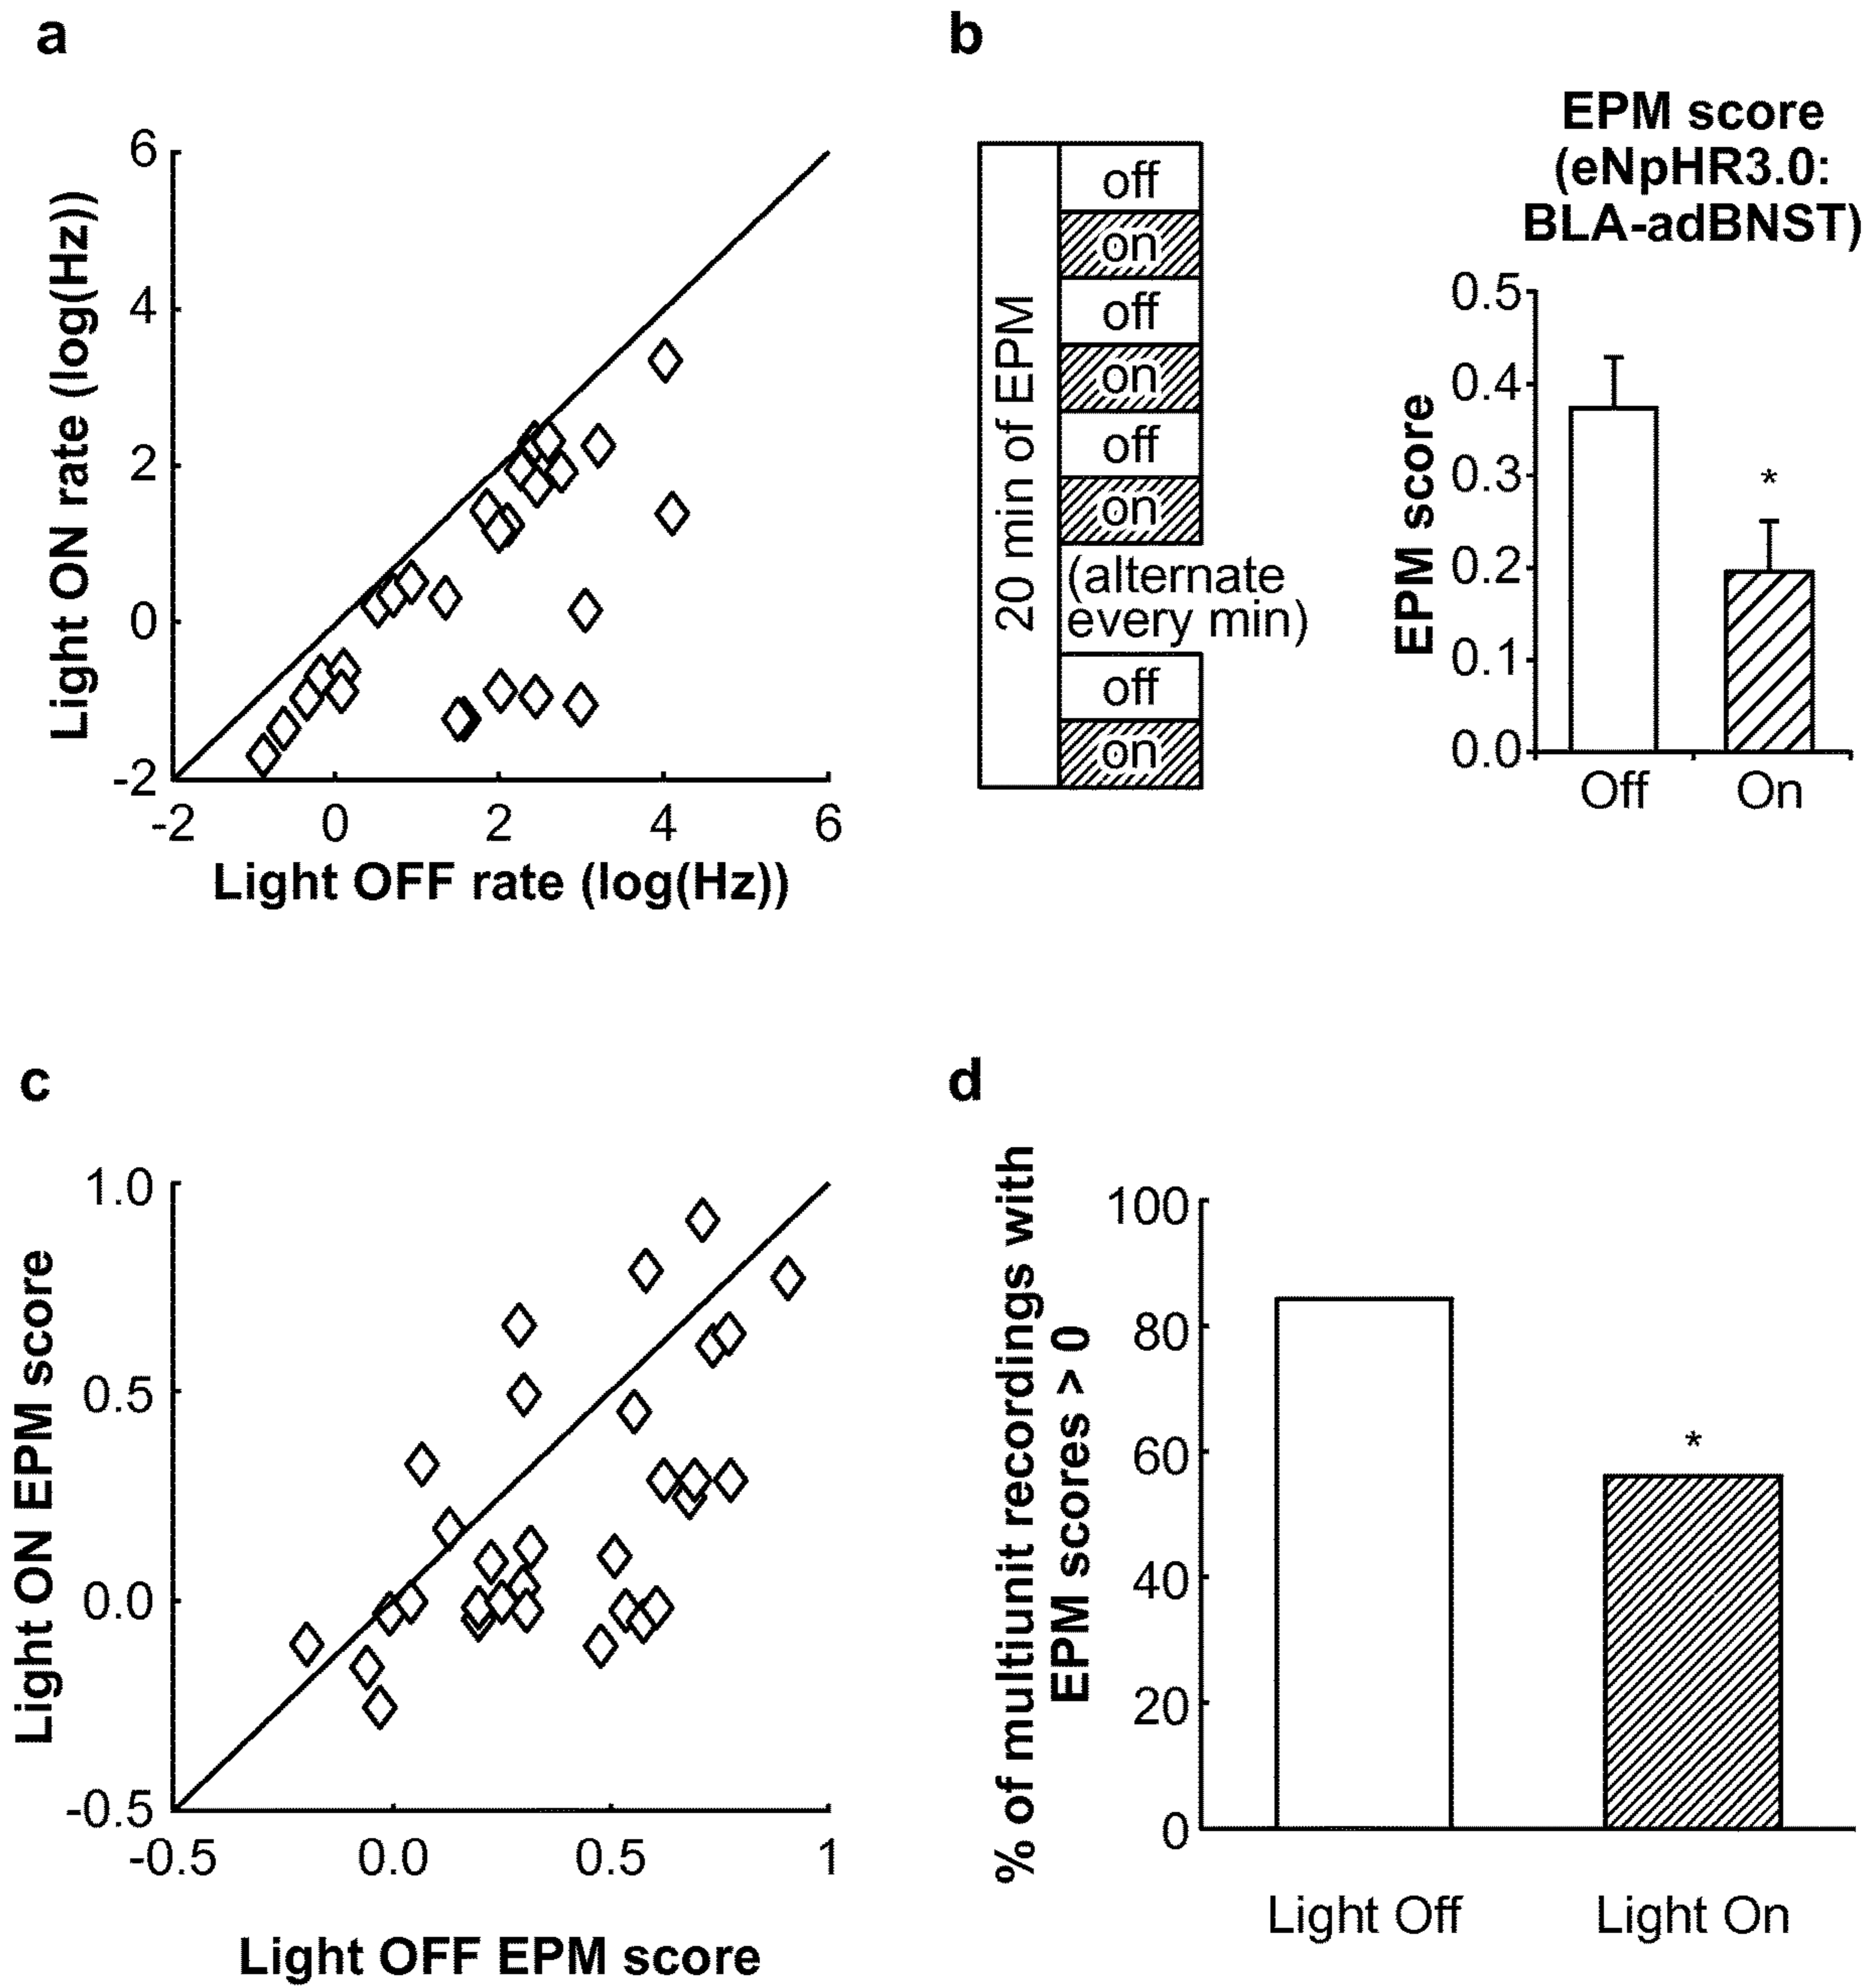 a
Light ON rate (log(Hz))
6
4
2
0
-2
-2 0 2 4 6
Light OFF rate (log(Hz))
b
20 min of EPM
off
on
off
on
off
on
(alternate
every min)
off
on
EPM score
(eNpHR3.0:
BLA-adBNST)
EPM score
0.5
0.4
0.3
0.2
0.1
0.0
*
Off On
c
Light ON EPM score
1.0
0.5
0.0
-0.5
-0.5 0.0 0.5 1
Light OFF EPM score
d
% of multiunit recordings with
EPM scores > 0
100
80
60
40
20
0
*
Light Off Light On